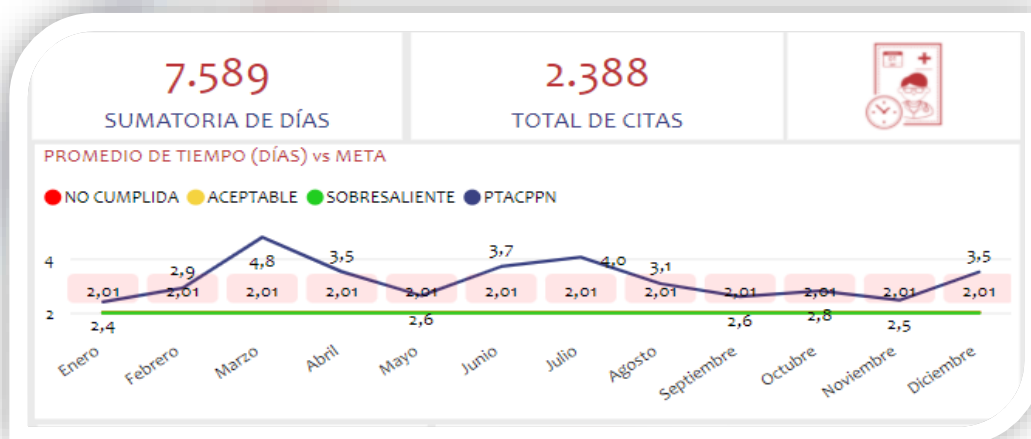 7.589
SUMATORIA DE DÍAS
2.388
TOTAL DE CITAS
PROMEDIO DE TIEMPO (DÍAS) vs META
NO CUMPLIDA ACEPTABLE SOBRESALIENTE PTACPPN
4
2
2,4 2,9 4,8 3,5 2,6 3,7 4,0 3,1 2,6 2,8 2,5 3,5
2,01 2,01 2,01 2,01 2,01 2,01 2,01 2,01 2,01 2,01 2,01 2,01
Enero Febrero Marzo Abril Mayo Junio Julio Agosto Septiembre Octubre Noviembre Diciembre